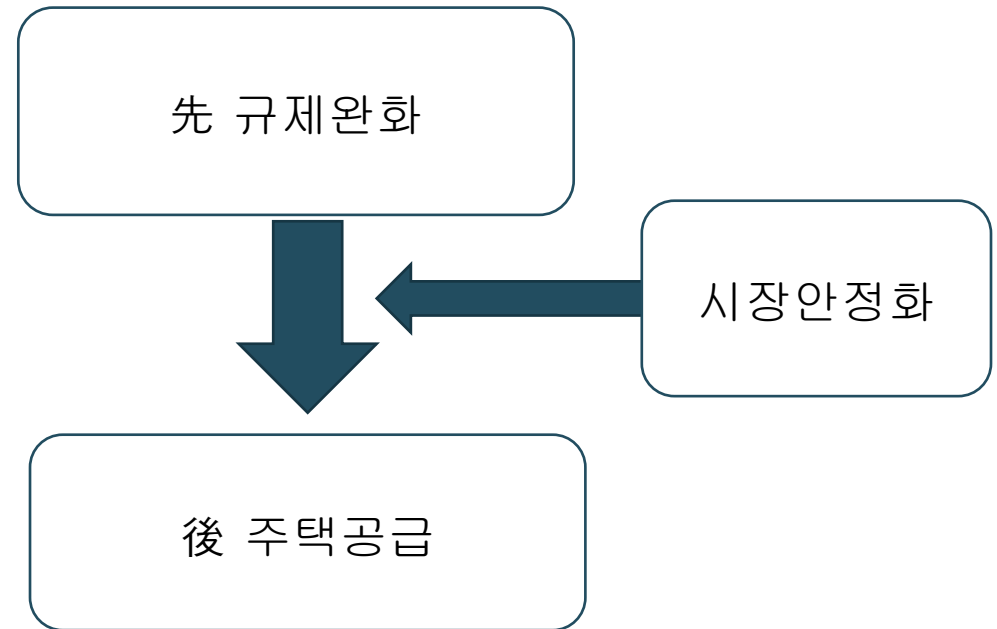 先 규제완화
시장안정화
後 주택공급